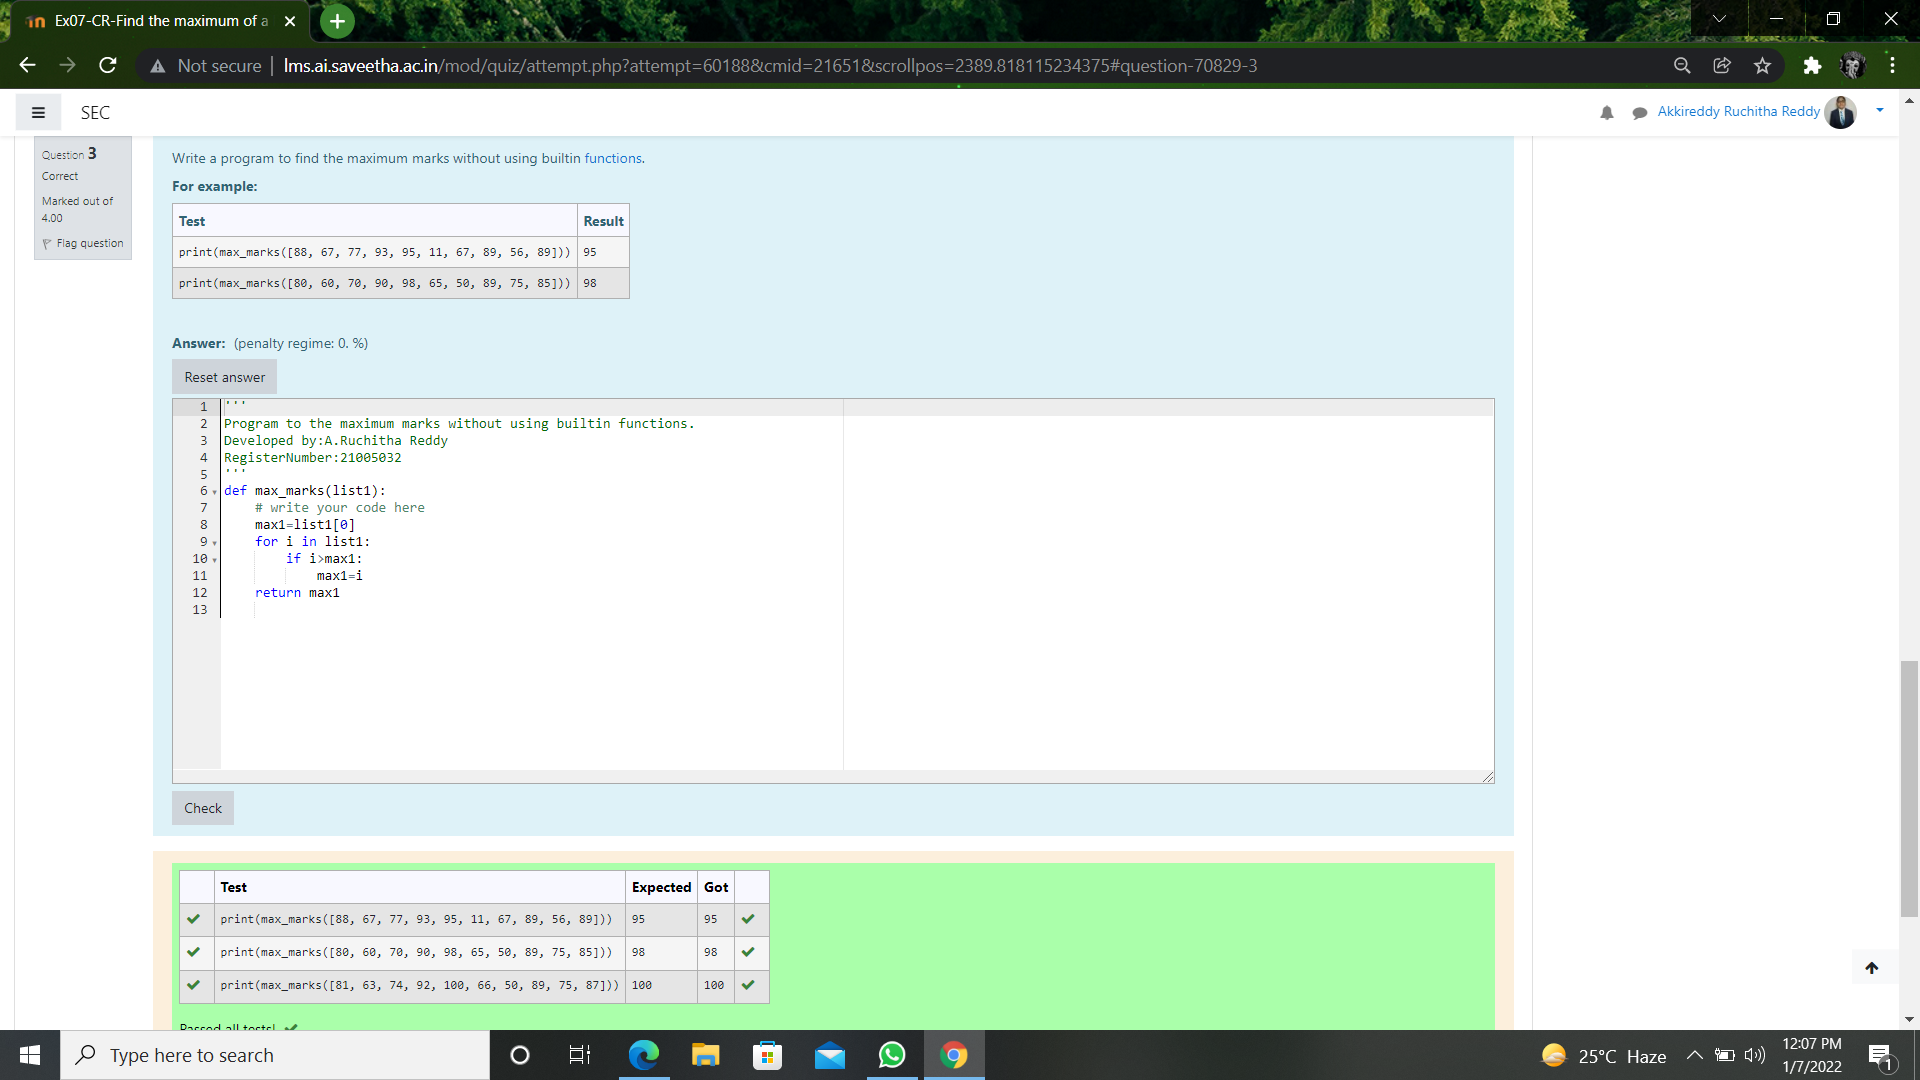 Ex07-CR-Find the maximum of a
Not secure | lms.ai.saveetha.ac.in/mod/quiz/attempt.php?attempt=60188&cmid=21651&scrollpos=2389.818115234375#question-70829-3
SEC
Akkireddy Ruchitha Reddy
Question 3
Correct
Marked out of
4.00
Flag question
Write a program to find the maximum marks without using builtin functions.
For example:
Test Result
print(max_marks([88, 67, 77, 93, 95, 11, 67, 89, 56, 89])) 95
print(max_marks([80, 60, 70, 90, 98, 65, 50, 89, 75, 85])) 98
Answer: (penalty regime: 0. %)
Reset answer
1 '''
2 Program to the maximum marks without using builtin functions.
3 Developed by:A.Ruchitha Reddy
4 RegisterNumber:21005032
5 '''
6 def max_marks(list1):
7 # write your code here
8 max1=list1[0]
9 for i in list1:
10 if i>max1:
11 max1=i
12 return max1
13
Check
Test Expected Got
print(max_marks([88, 67, 77, 93, 95, 11, 67, 89, 56, 89])) 95 95
print(max_marks([80, 60, 70, 90, 98, 65, 50, 89, 75, 85])) 98 98
print(max_marks([81, 63, 74, 92, 100, 66, 50, 89, 75, 87])) 100 100
Passed all tests!
Type here to search
25°C Haze
12:07 PM
1/7/2022
1